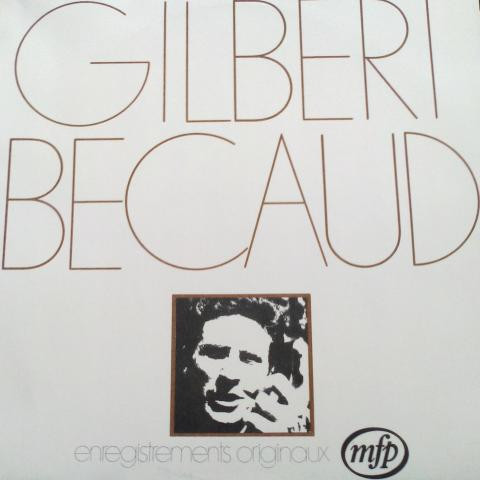 GILBERT
BECAUD
enregistrements originaux
mfp